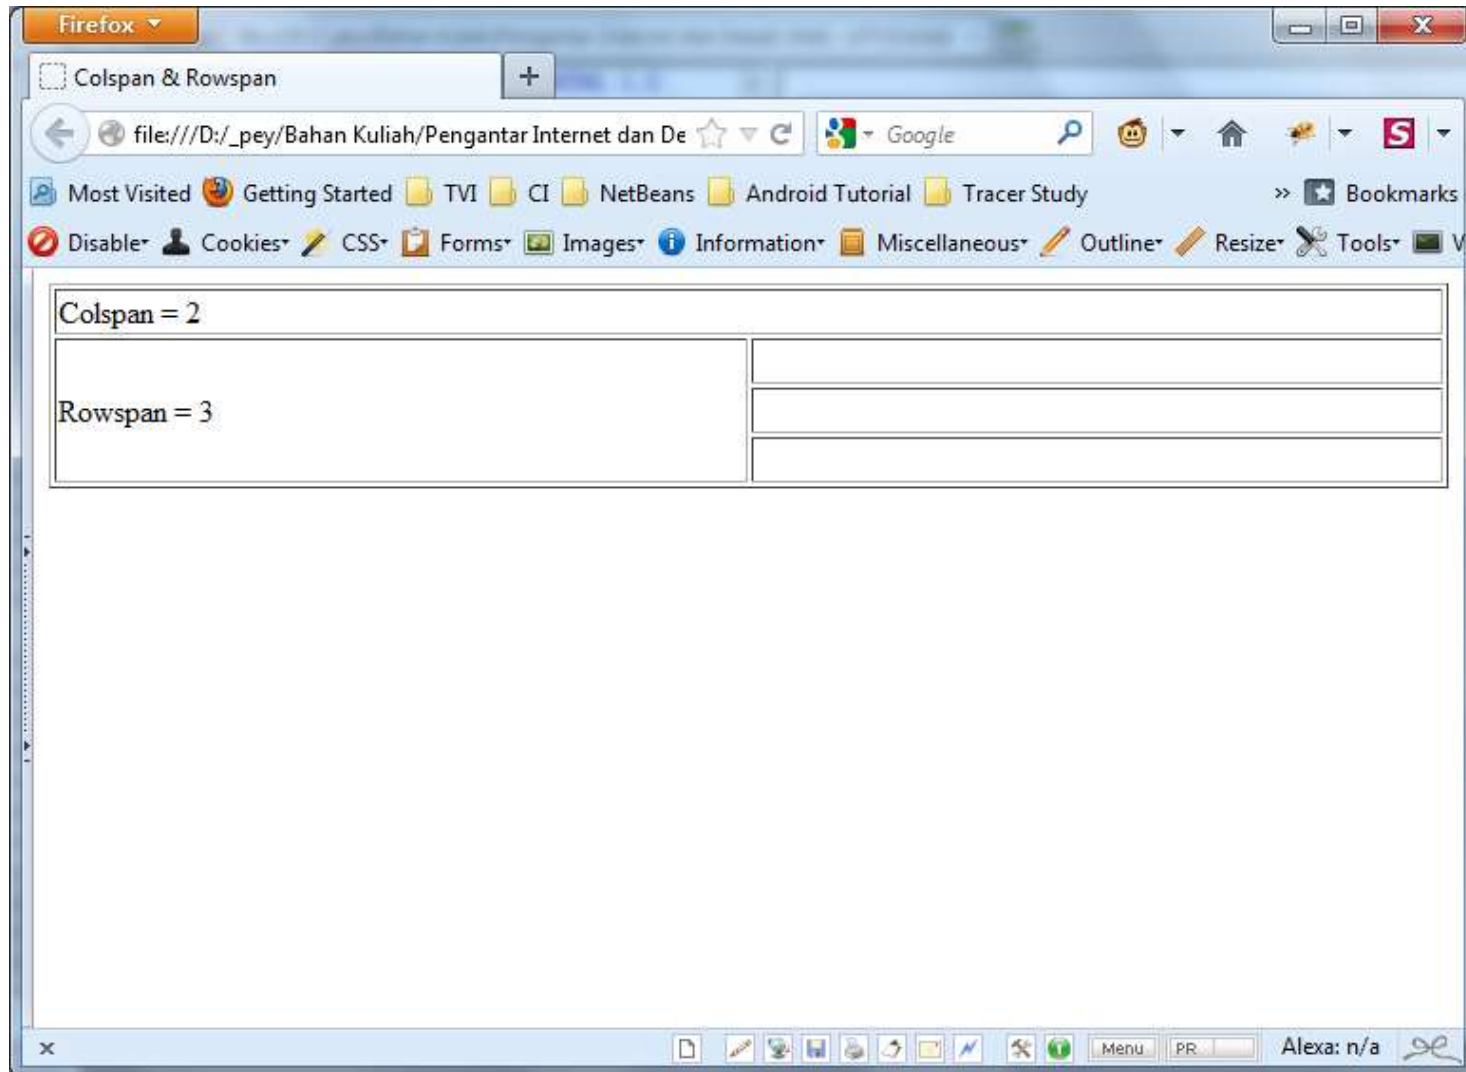 Firefox
Colspan & Rowspan
file:///D:/_pey/Bahan Kuliah/Pengantar Internet dan De Google
Most Visited Getting Started TVI CI NetBeans Android Tutorial Tracer Study » Bookmarks
Disable Cookies CSS Forms Images Information Miscellaneous Outline Resize Tools V
Colspan = 2
Rowspan = 3
Menu PR Alexa: n/a